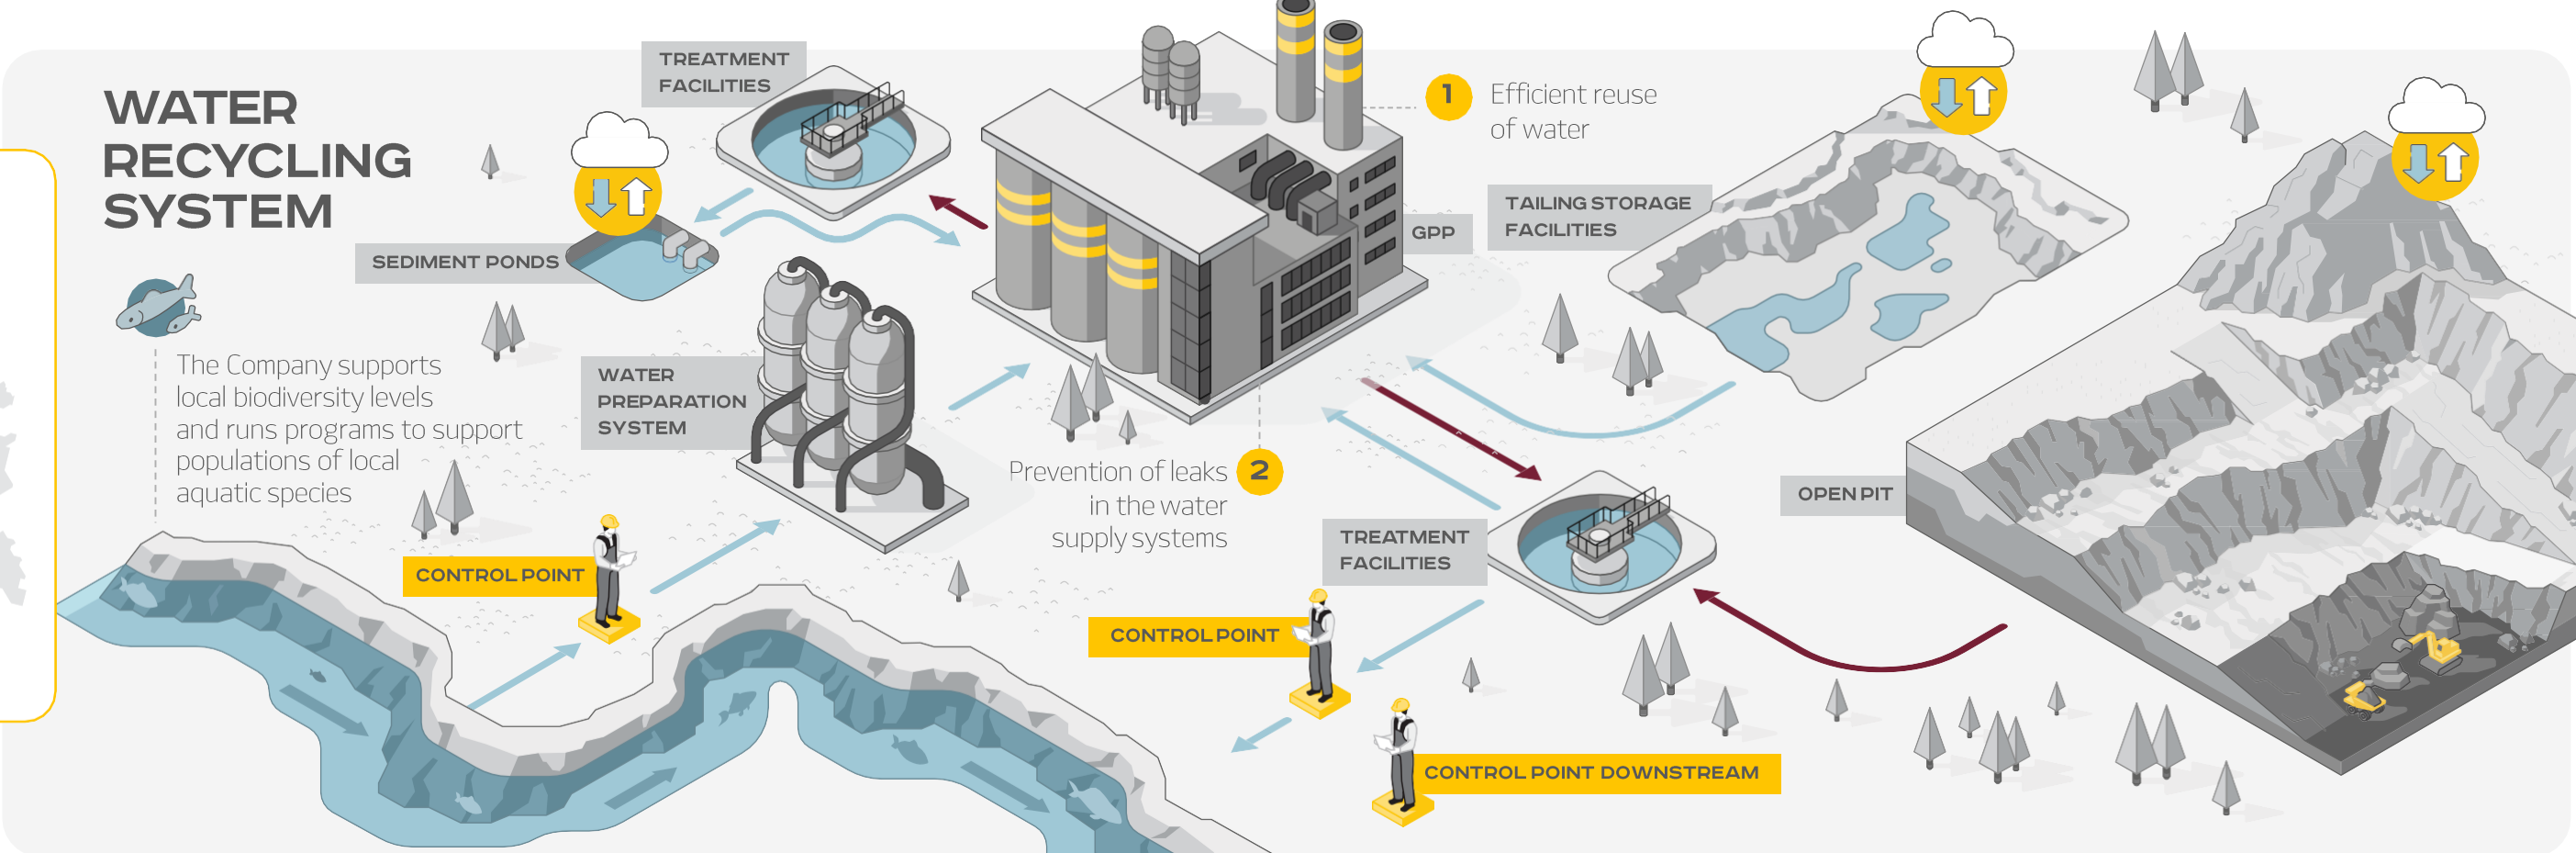 WATER
RECYCLING
SYSTEM
TREATMENT
FACILITIES
SEDIMENT PONDS
The Company supports
local biodiversity levels
and runs programs to support
populations of local
aquatic species
WATER
PREPARATION
SYSTEM
CONTROL POINT
1
Efficient reuse
of water
GPP
TAILING STORAGE
FACILITIES
2
Prevention of leaks
in the water
supply systems
TREATMENT
FACILITIES
OPEN PIT
CONTROL POINT
CONTROL POINT DOWNSTREAM